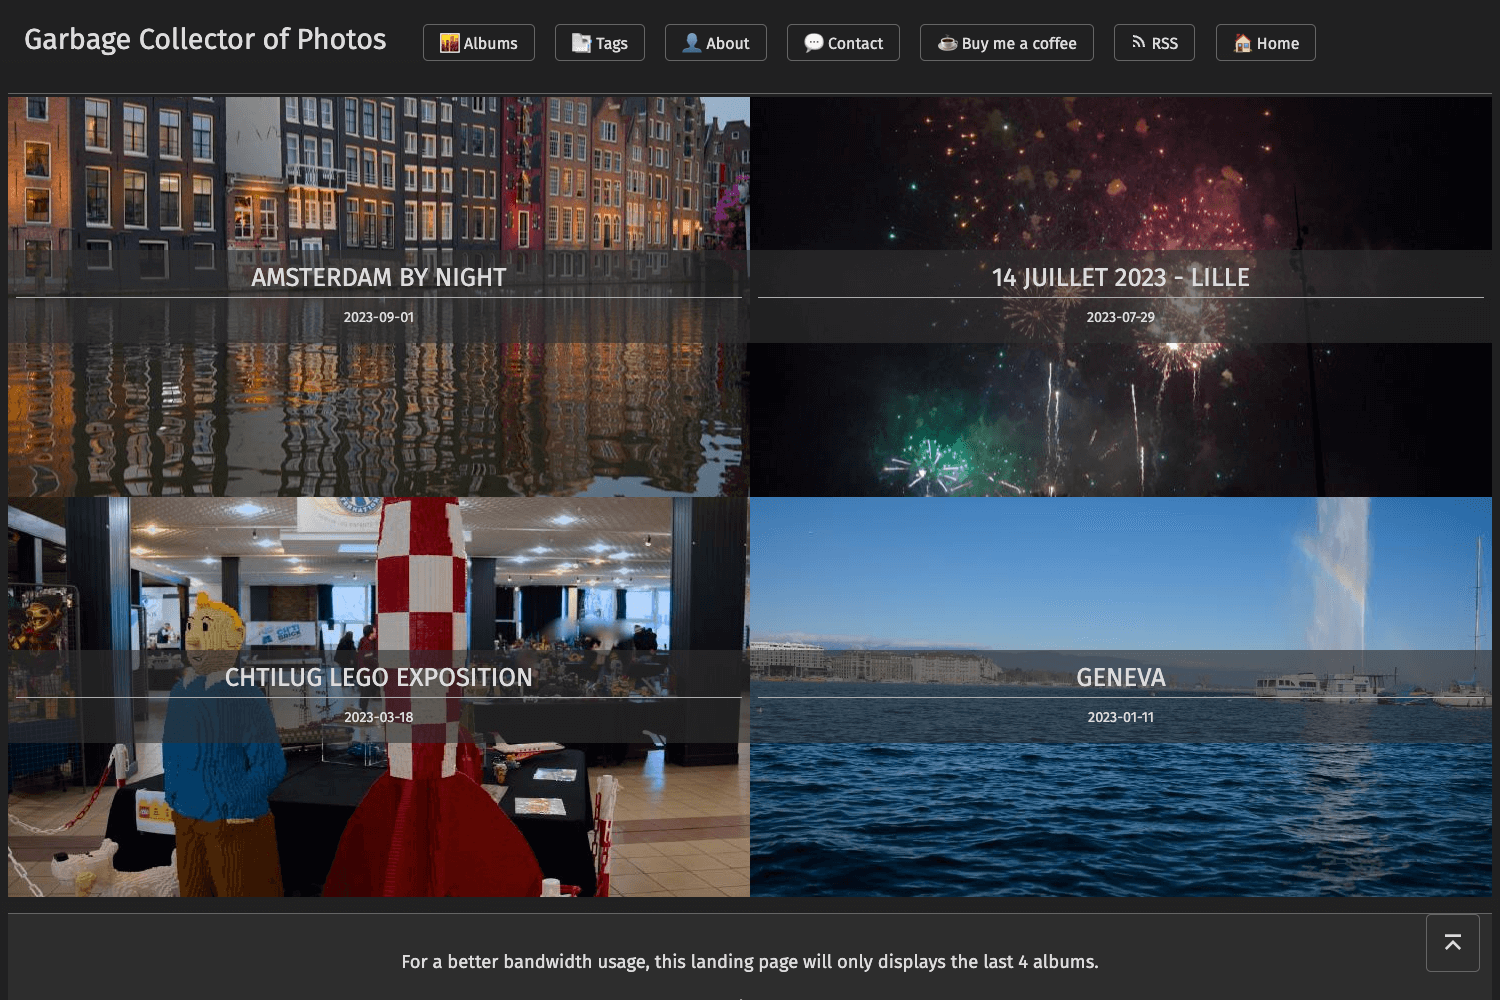 Garbage Collector of Photos
Albums
Tags
About
Contact
Buy me a coffee
RSS
Home
AMSTERDAM BY NIGHT
2023-09-01
14 JUILLET 2023 - LILLE
2023-07-29
CHTILUG LEGO EXPOSITION
2023-03-18
GENEVA
2023-01-11
For a better bandwidth usage, this landing page will only displays the last 4 albums.